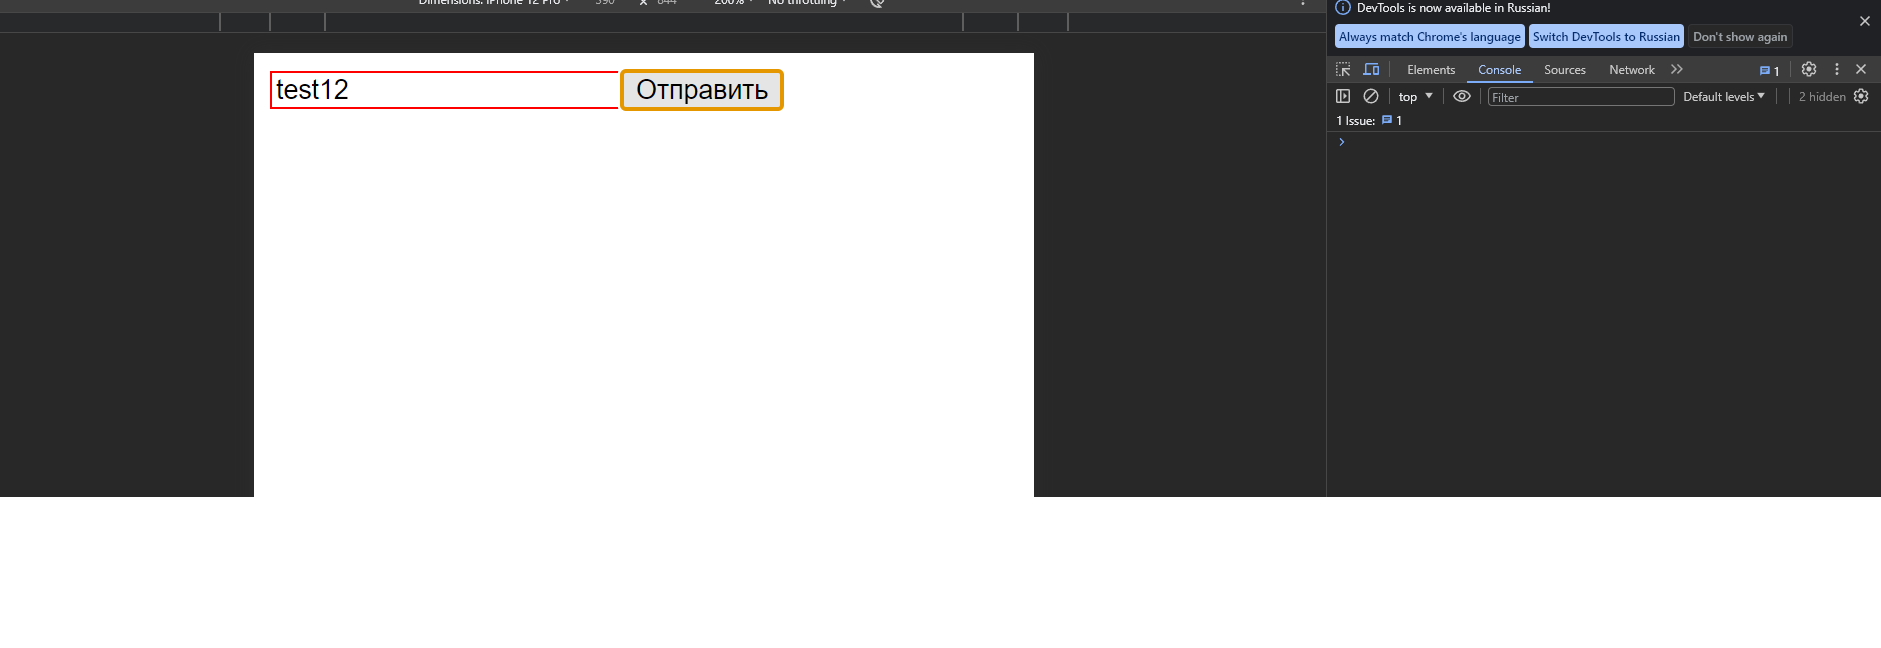 Dimensions: iPhone 12 Pro 390 x 844 200% No throttling
DevTools is now available in Russian!
Always match Chrome's language Switch DevTools to Russian Don't show again
Elements Console Sources Network 1
top Filter Default levels 2 hidden
1 Issue: 1
test12 Отправить